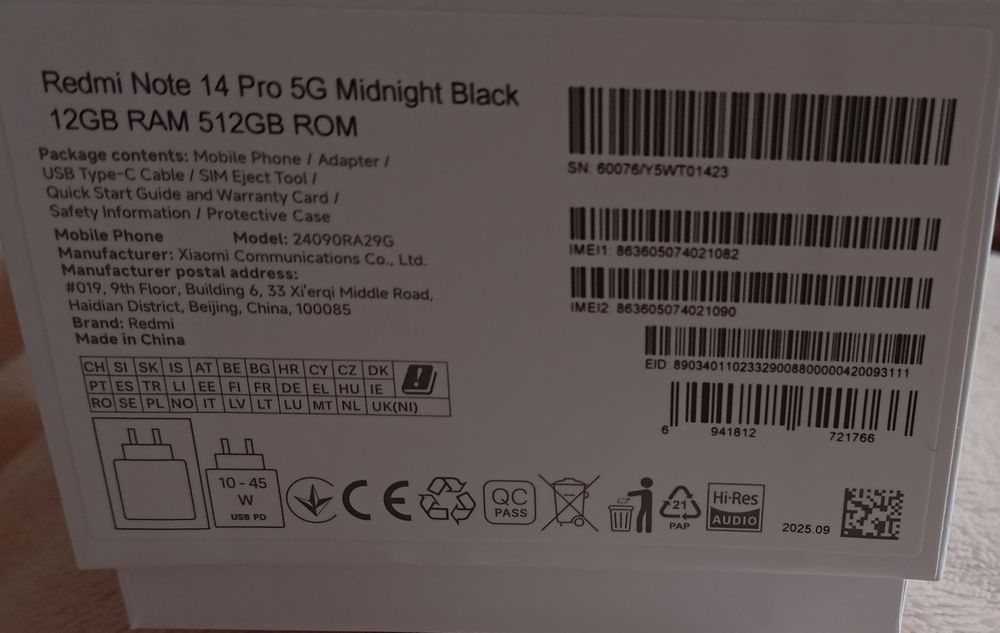 Redmi Note 14 Pro 5G Midnight Black
12GB RAM 512GB ROM
Package contents: Mobile Phone / Adapter /
USB Type-C Cable / SIM Eject Tool /
Quick Start Guide and Warranty Card /
Safety Information / Protective Case
Mobile Phone Model: 24090RA29G
Manufacturer: Xiaomi Communications Co., Ltd.
Manufacturer postal address:
#019, 9th Floor, Building 6, 33 Xi'erqi Middle Road,
Haidian District, Beijing, China, 100085
Brand: Redmi
Made in China
CH SI SK IS AT BE BG HR CY CZ DK
PT ES TR LI EE FI FR DE EL HU IE
RO SE PL NO IT LV LT LU MT NL UK(NI)
SN: 60076/Y5WT01423
IMEI1: 863605074021082
IMEI2: 863605074021090
EID: 89034011023329008800000420093111
6 941812 721766
10 - 45
W
USB PD
CE
QC
PASS
21
PAP
Hi-Res
AUDIO
2025.09